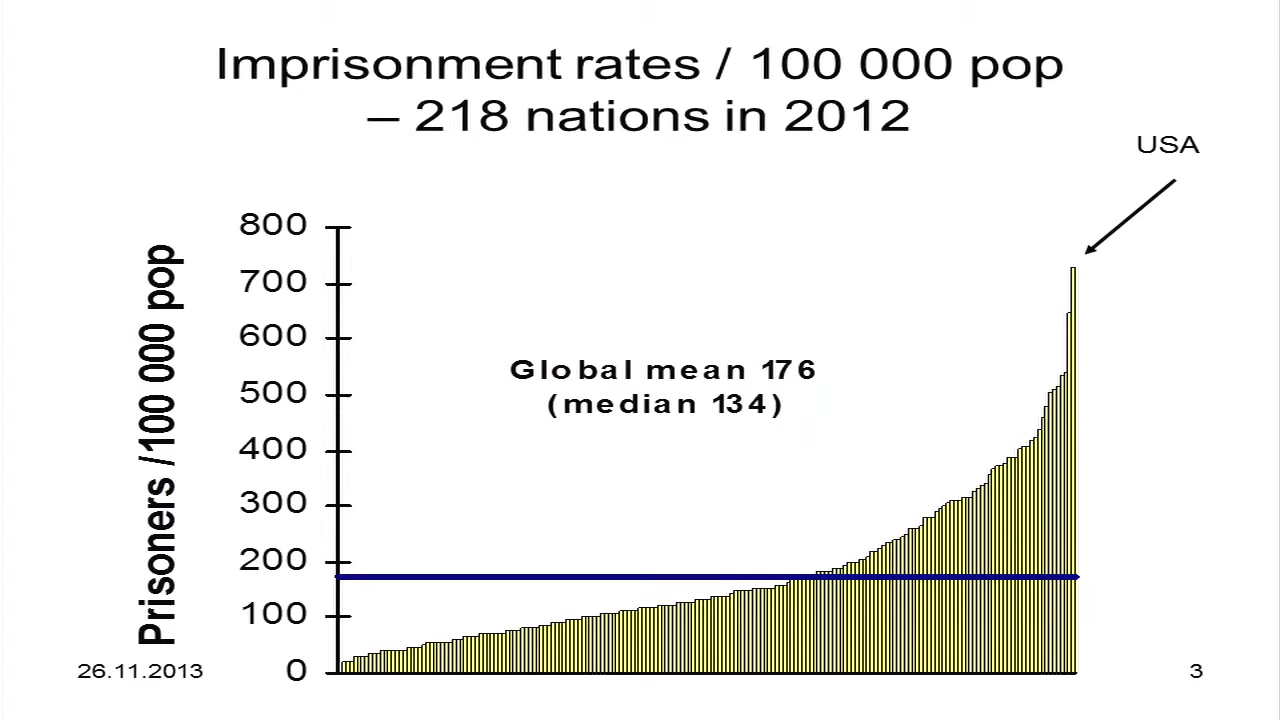 Imprisonment rates / 100 000 pop
– 218 nations in 2012
USA
Prisoners /100 000 pop
800
700
600
500
400
300
200
100
0
Global mean 176
(median 134)
26.11.2013
3